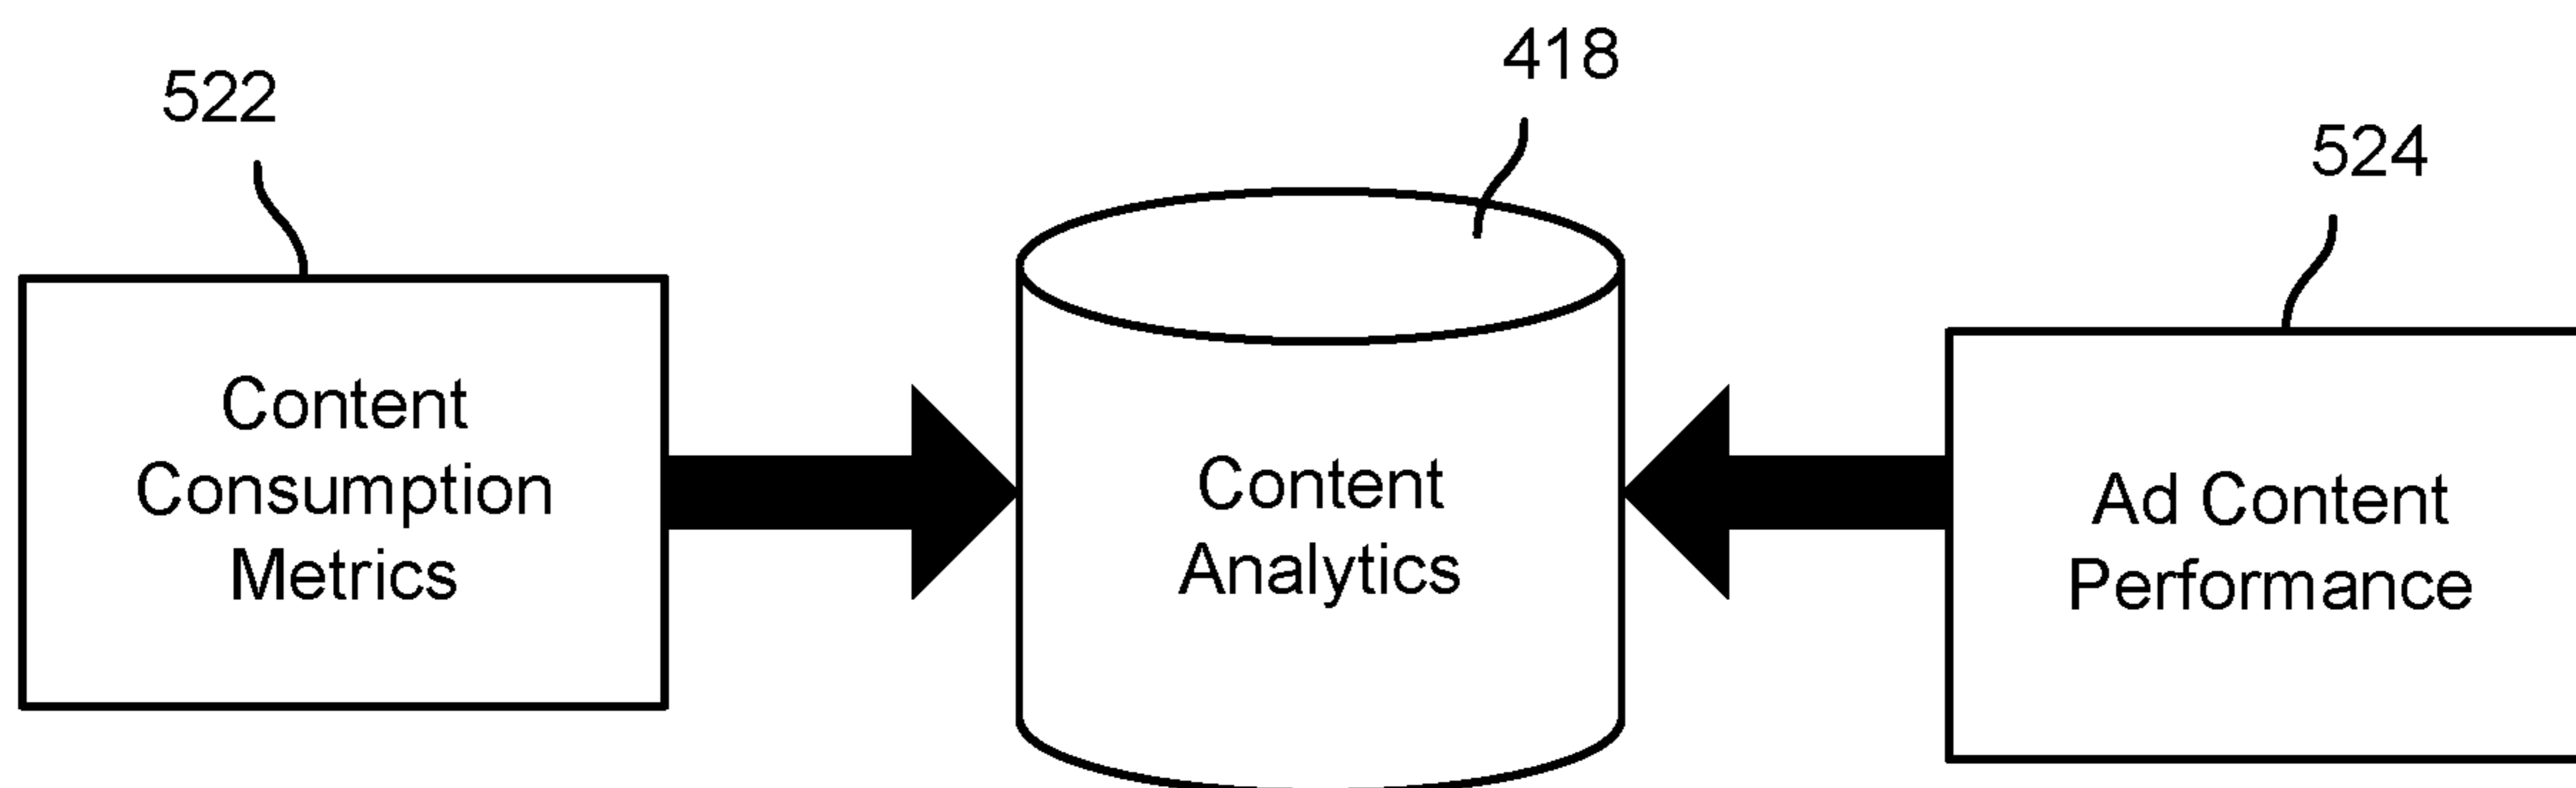 418
522
524
Content
Consumption
Metrics
Content
Analytics
Ad Content
Performance